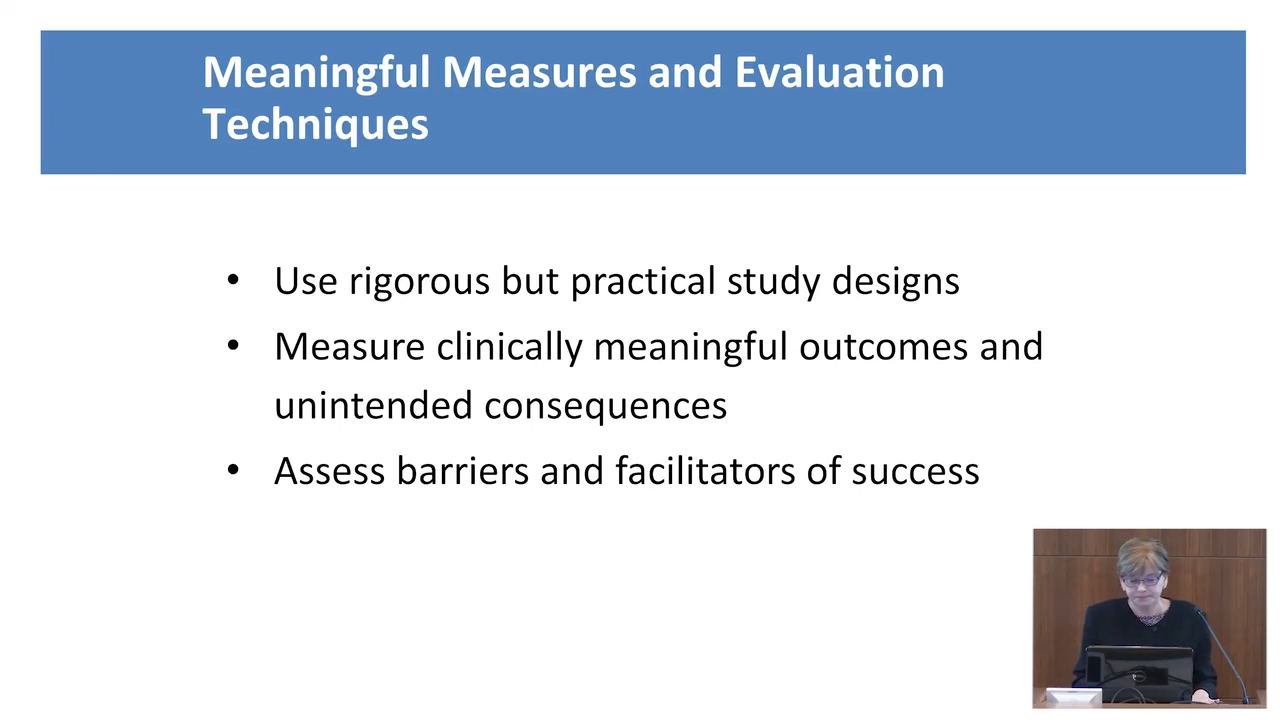 Meaningful Measures and Evaluation
Techniques
• Use rigorous but practical study designs
• Measure clinically meaningful outcomes and
unintended consequences
• Assess barriers and facilitators of success